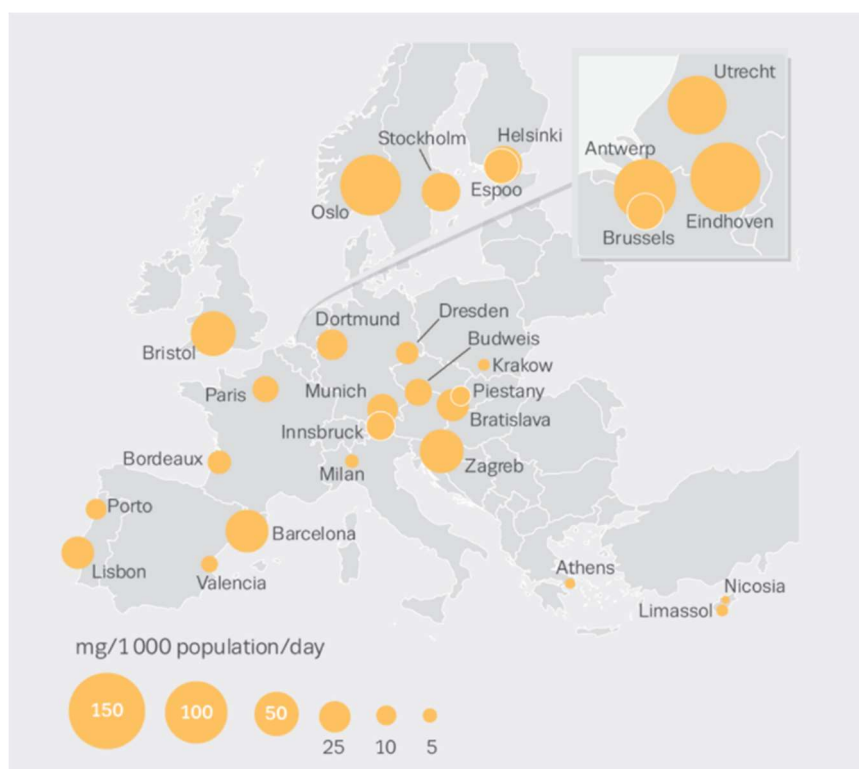 Utrecht
Stockholm
Helsinki
Antwerp
Espoo
Oslo
Eindhoven
Brussels
Dresden
Dortmund
Budweis
Bristol
Krakow
Paris
Munich
Piestany
Bratislava
Innsbruck
Bordeaux
Milan
Zagreb
Porto
Barcelona
Lisbon
Valencia
Athens
Nicosia
Limassol
mg/1 000 population/day
150
100
50
25
10
5